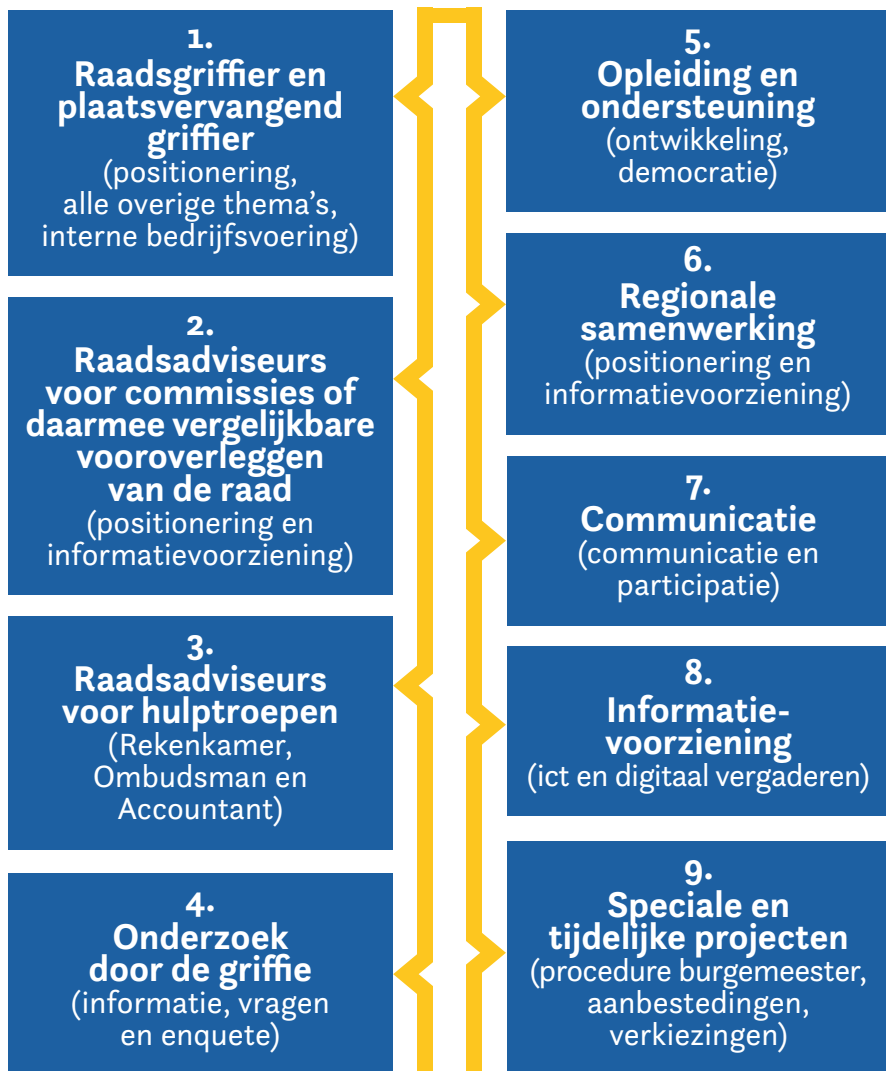 1.
Raadsgriffier en
plaatsvervangend
griffier
(positionering,
alle overige thema’s,
interne bedrijfsvoering)
2.
Raadsadviseurs
voor commissies of
daarmee vergelijkbare
vooroverleggen
van de raad
(positionering en
informatievoorziening)
3.
Raadsadviseurs
voor hulptroepen
(Rekenkamer,
Ombudsman en
Accountant)
4.
Onderzoek
door de griffie
(informatie, vragen
en enquete)
5.
Opleiding en
ondersteuning
(ontwikkeling,
democratie)
6.
Regionale
samenwerking
(positionering en
informatievoorziening)
7.
Communicatie
(communicatie en
participatie)
8.
Informatie-
voorziening
(ict en digitaal vergaderen)
9.
Speciale en
tijdelijke projecten
(procedure burgemeester,
aanbestedingen,
verkiezingen)